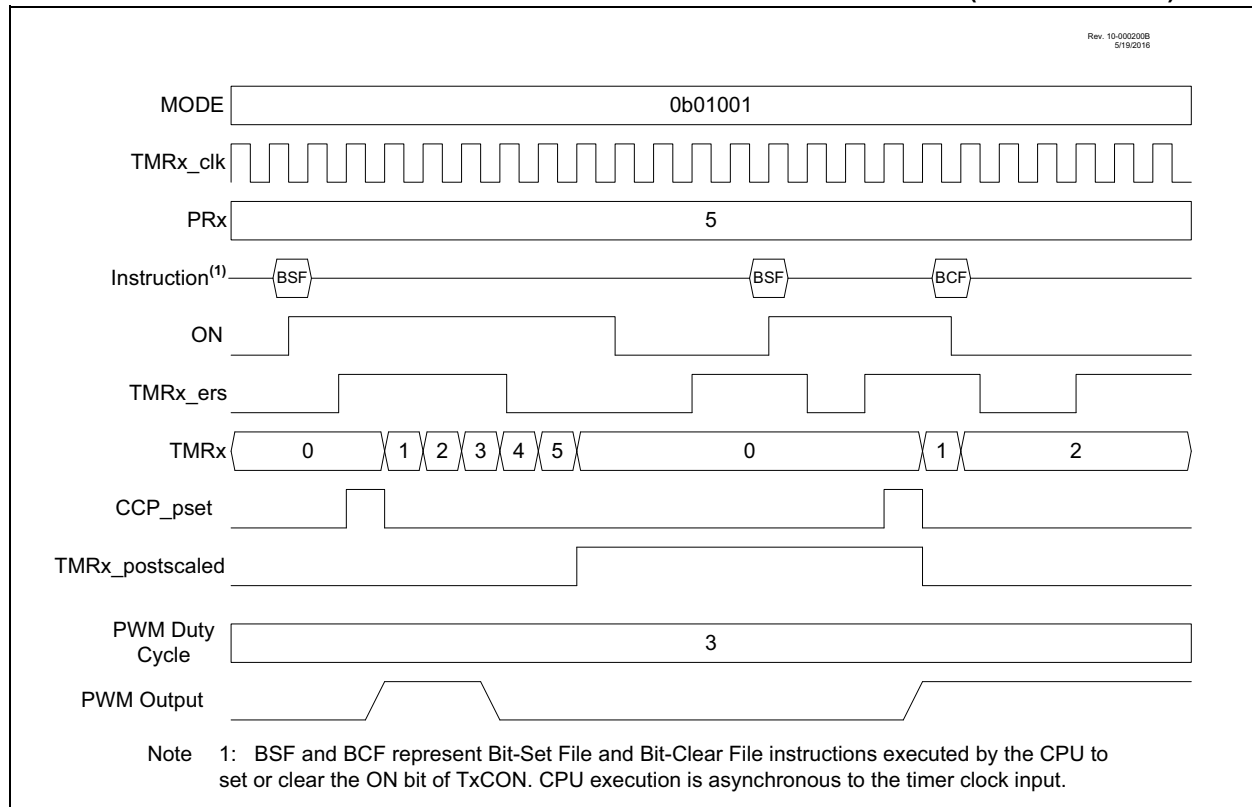 Rev. 10-000200B
5/19/2016
MODE
0b01001
TMRx_clk
PRx
5
Instruction(1)
BSF
BSF
BCF
ON
TMRx_ers
TMRx
0
1
2
3
4
5
0
1
2
CCP_pset
TMRx_postscaled
PWM Duty
Cycle
3
PWM Output
Note 1: BSF and BCF represent Bit-Set File and Bit-Clear File instructions executed by the CPU to
set or clear the ON bit of TxCON. CPU execution is asynchronous to the timer clock input.